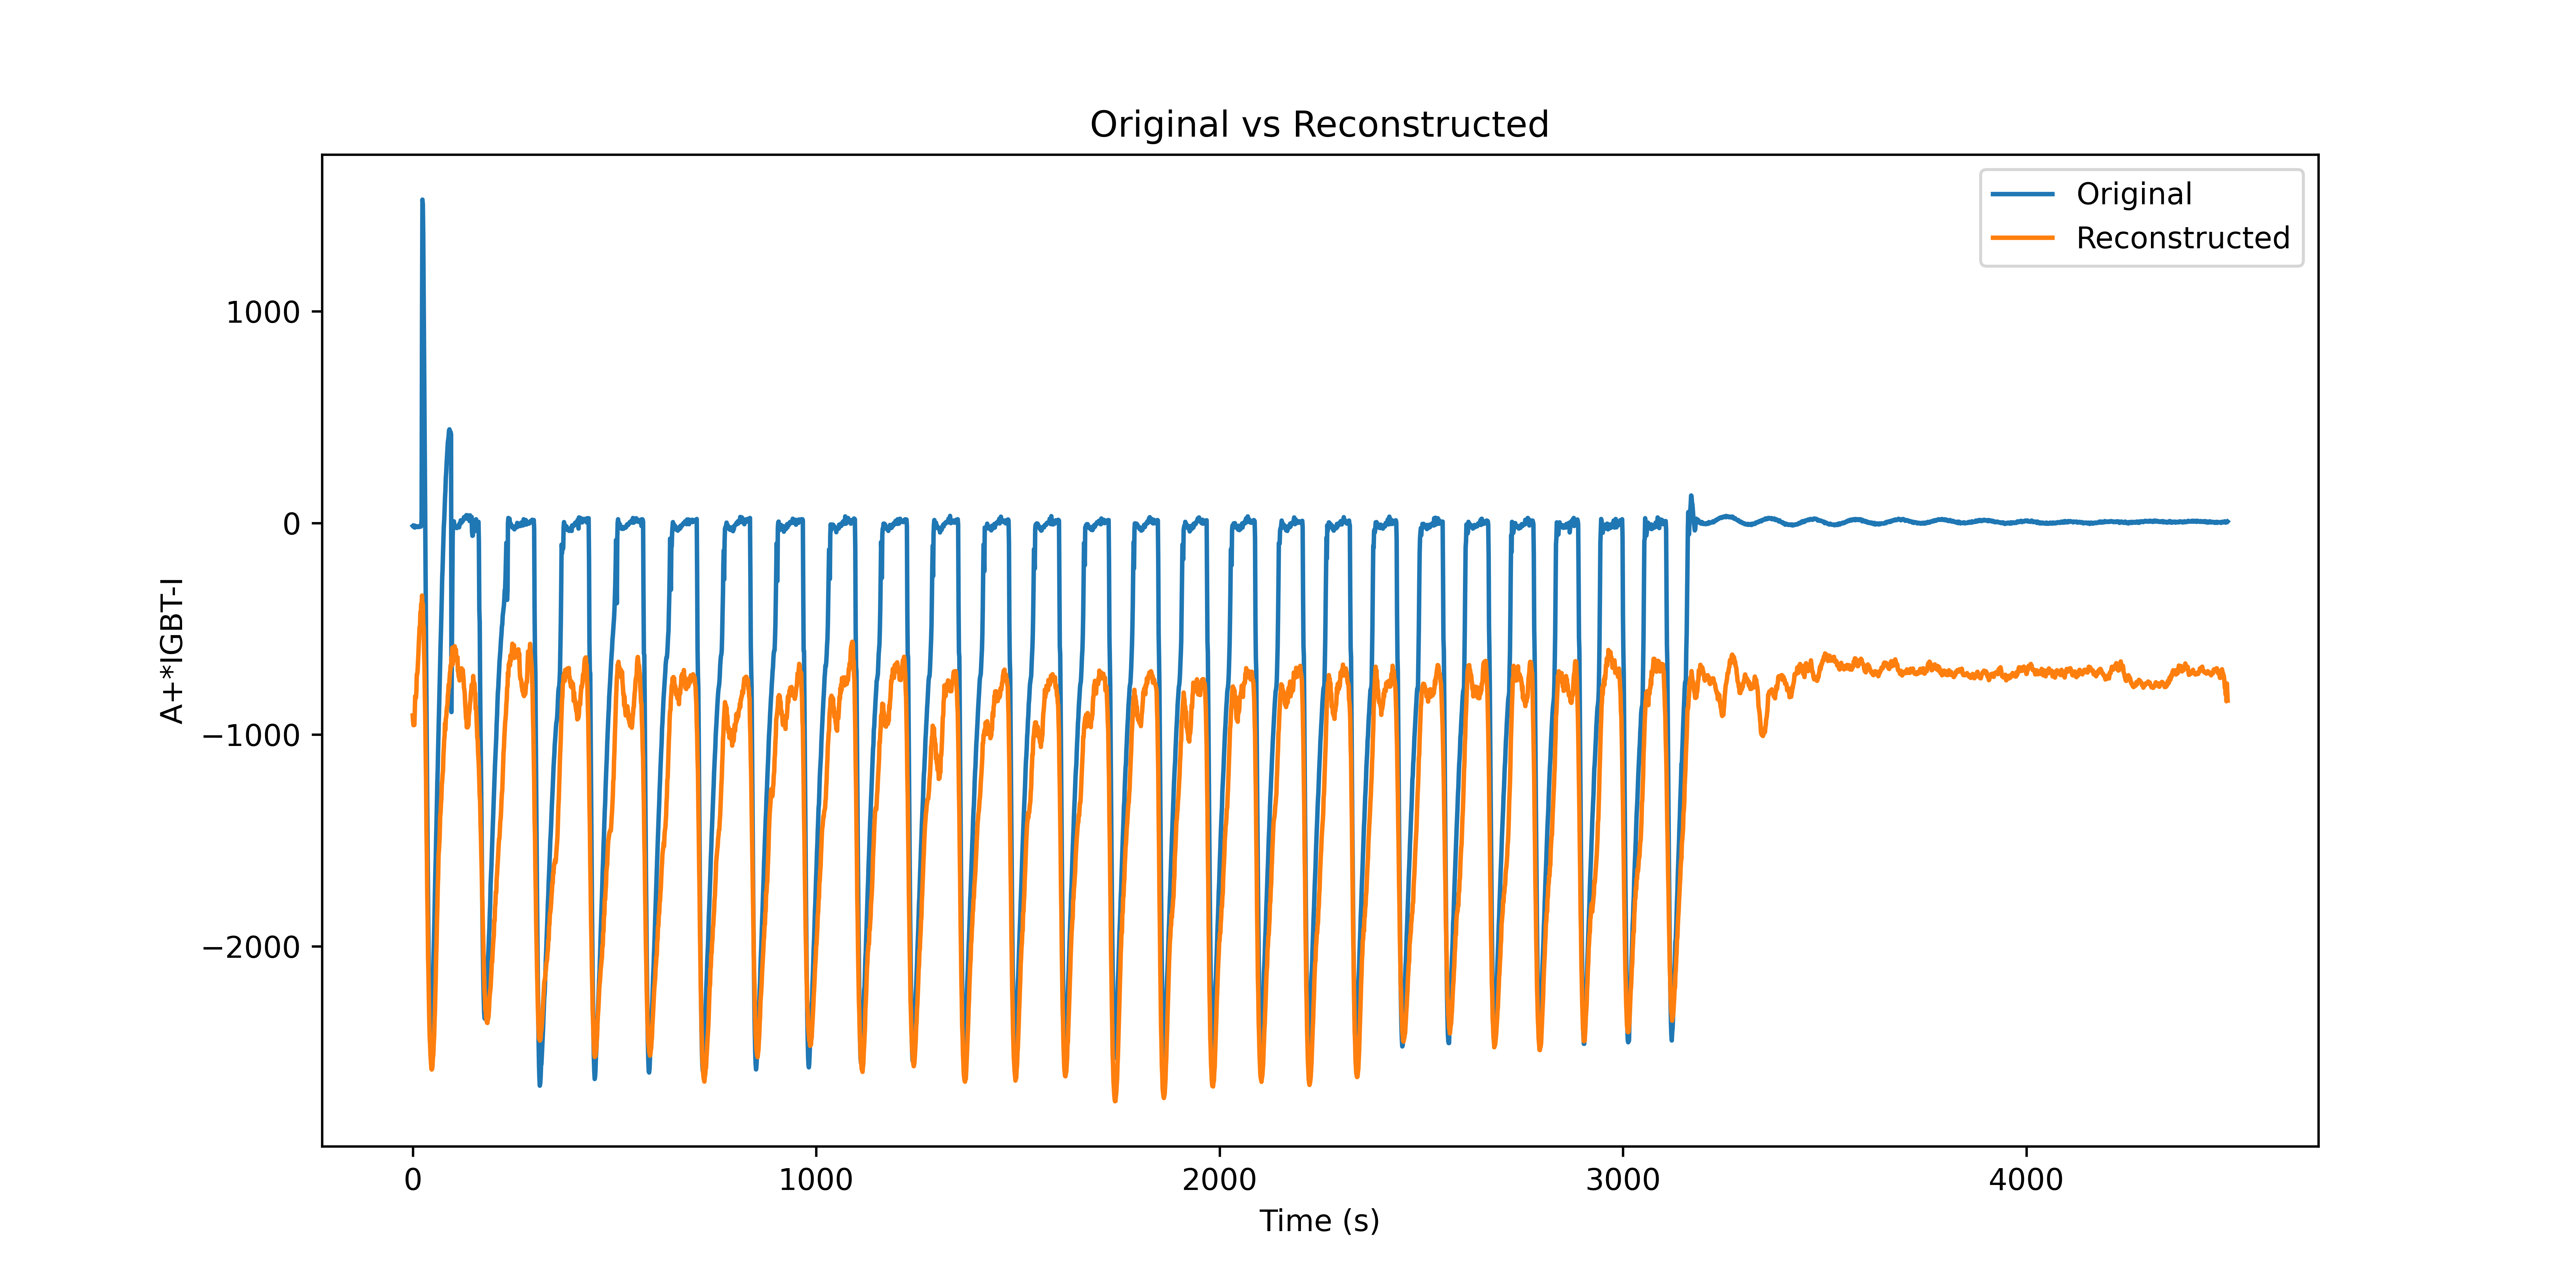 Original vs Reconstructed
Original
Reconstructed
1000
0
−1000
−2000
A+*IGBT-I
0
1000
2000
3000
4000
Time (s)